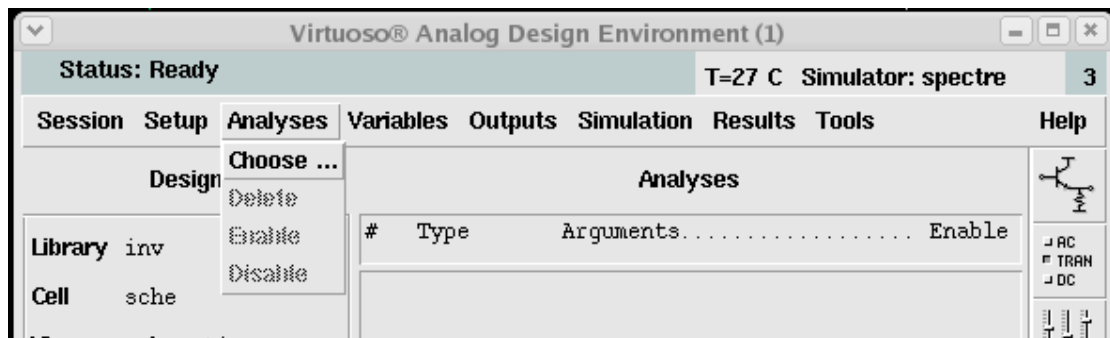 Virtuoso® Analog Design Environment (1)
Status: Ready T=27 C Simulator: spectre 3
Session Setup Analyses Variables Outputs Simulation Results Tools Help
Choose ...
Delete
Enable
Disable
Design
Library inv
Cell sche
Analyses
# Type Arguments................... Enable
AC
TRAN
DC